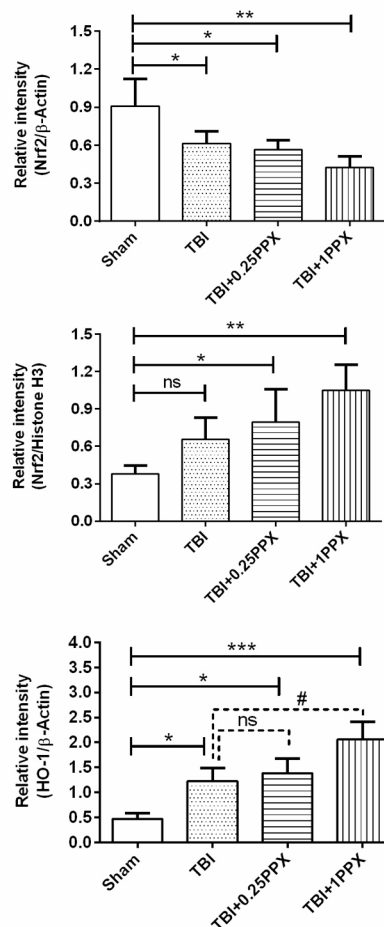 **
*
*
1.5
1.2
0.9
0.6
0.3
0.0
Relative intensity
(Nrf2/β-Actin)
Sham
TBI
TBI+0.25PPX
TBI+1PPX
**
*
ns
1.5
1.2
0.9
0.6
0.3
0.0
Relative intensity
(Nrf2/Histone H3)
Sham
TBI
TBI+0.25PPX
TBI+1PPX
***
*
#
ns
*
4.0
3.5
3.0
2.5
2.0
1.5
1.0
0.5
0.0
Relative intensity
(HO-1/β-Actin)
Sham
TBI
TBI+0.25PPX
TBI+1PPX